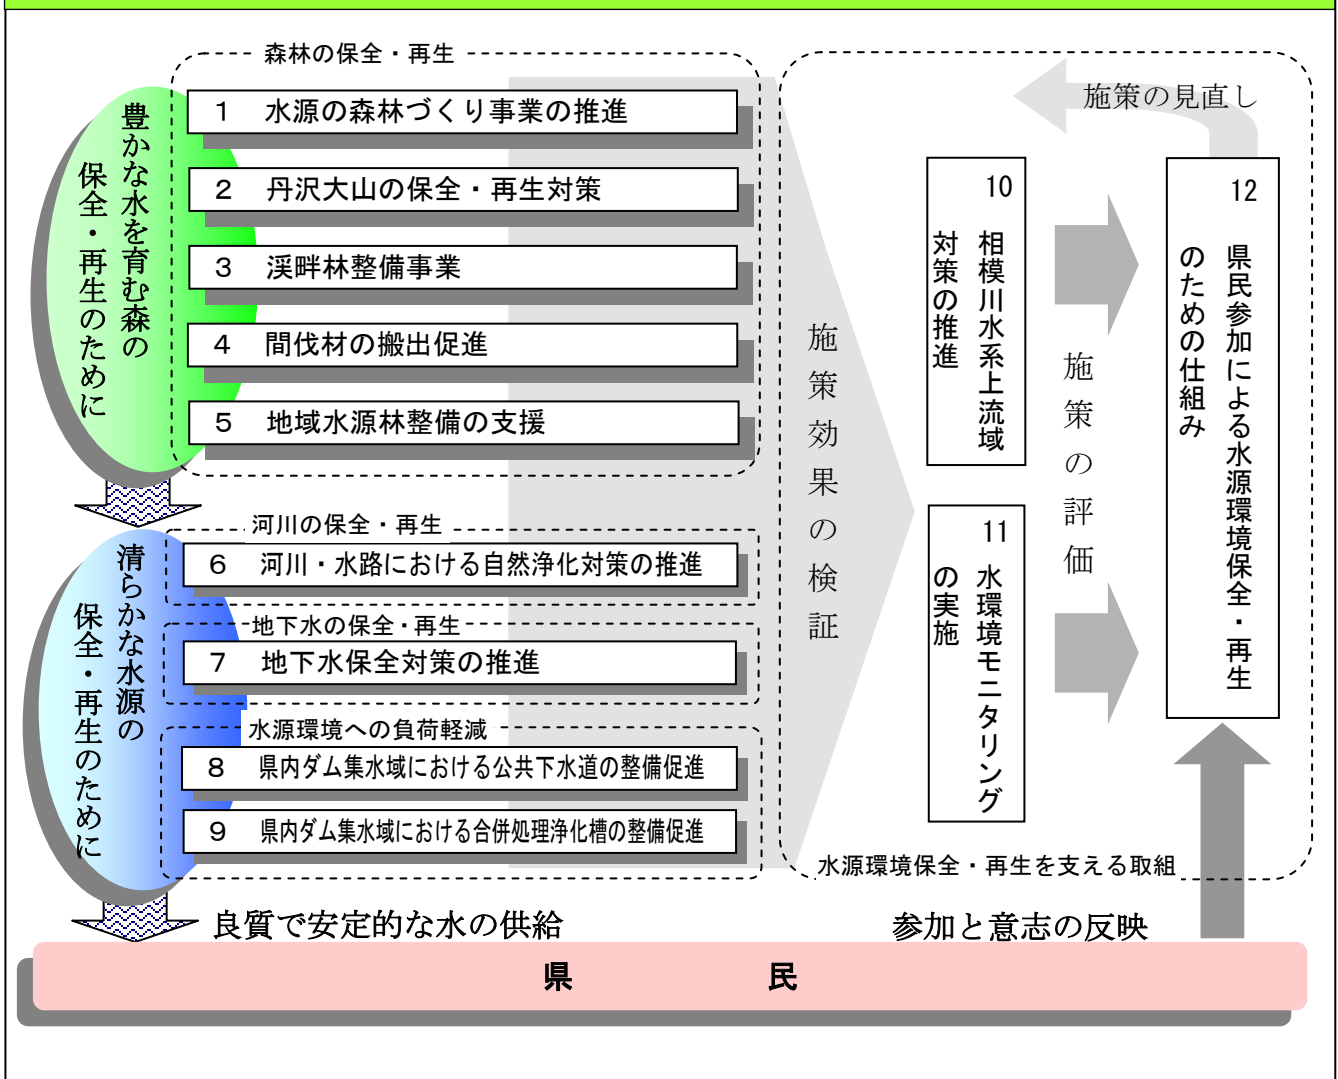 豊かな水を育む森の
保全・再生のために
森林の保全・再生
1 水源の森林づくり事業の推進
2 丹沢大山の保全・再生対策
3 渓畔林整備事業
4 間伐材の搬出促進
5 地域水源林整備の支援
清らかな水源の
保全・再生のために
河川の保全・再生
6 河川・水路における自然浄化対策の推進
地下水の保全・再生
7 地下水保全対策の推進
水源環境への負荷軽減
8 県内ダム集水域における公共下水道の整備促進
9 県内ダム集水域における合併処理浄化槽の整備促進
施策効果の検証
10 相模川水系上流域
対策の推進
11 水環境モニタリング
の実施
施策の評価
施策の見直し
12 県民参加による水源環境保全・再生
のための仕組み
水源環境保全・再生を支える取組
良質で安定的な水の供給
参加と意志の反映
県 民